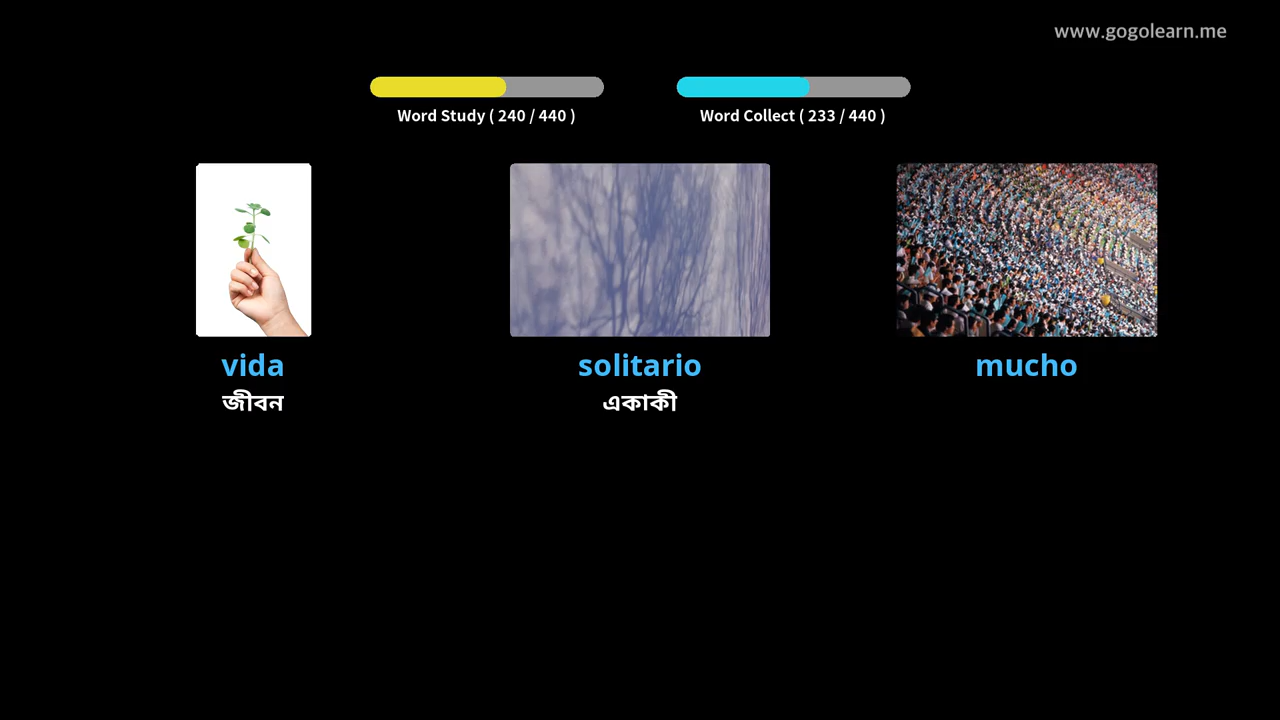 www.gogolearn.me
Word Study ( 240 / 440 )
Word Collect ( 233 / 440 )
vida
solitario
mucho
জীবন
একাকী